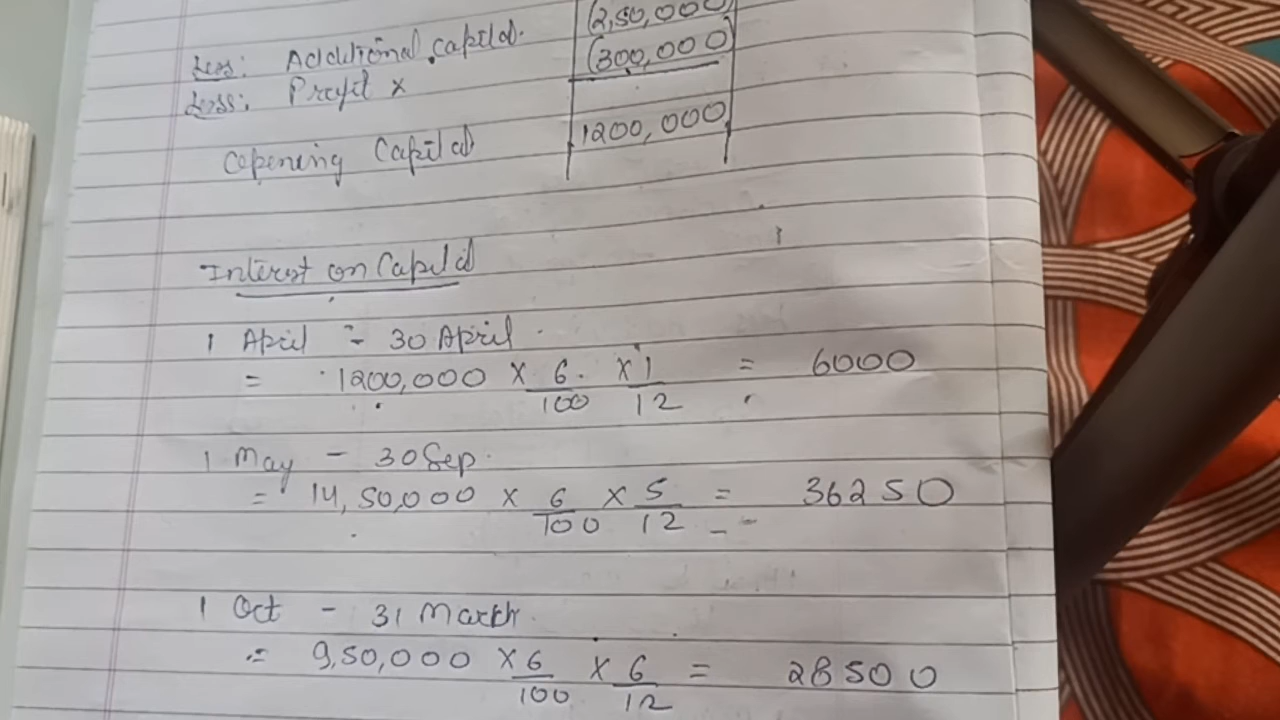 (2,50,000)
Less: Additional capital.
(300,000)
Less: Profit x
Opening Capital 1200,000
Interest on Capital
1 April - 30 April.
= 1200,000 x 6/100 x 1/12 = 6000
1 May - 30 Sep.
= 14,50,000 x 6/100 x 5/12 = 36250
1 Oct - 31 March.
= 9,50,000 x 6/100 x 6/12 = 28500